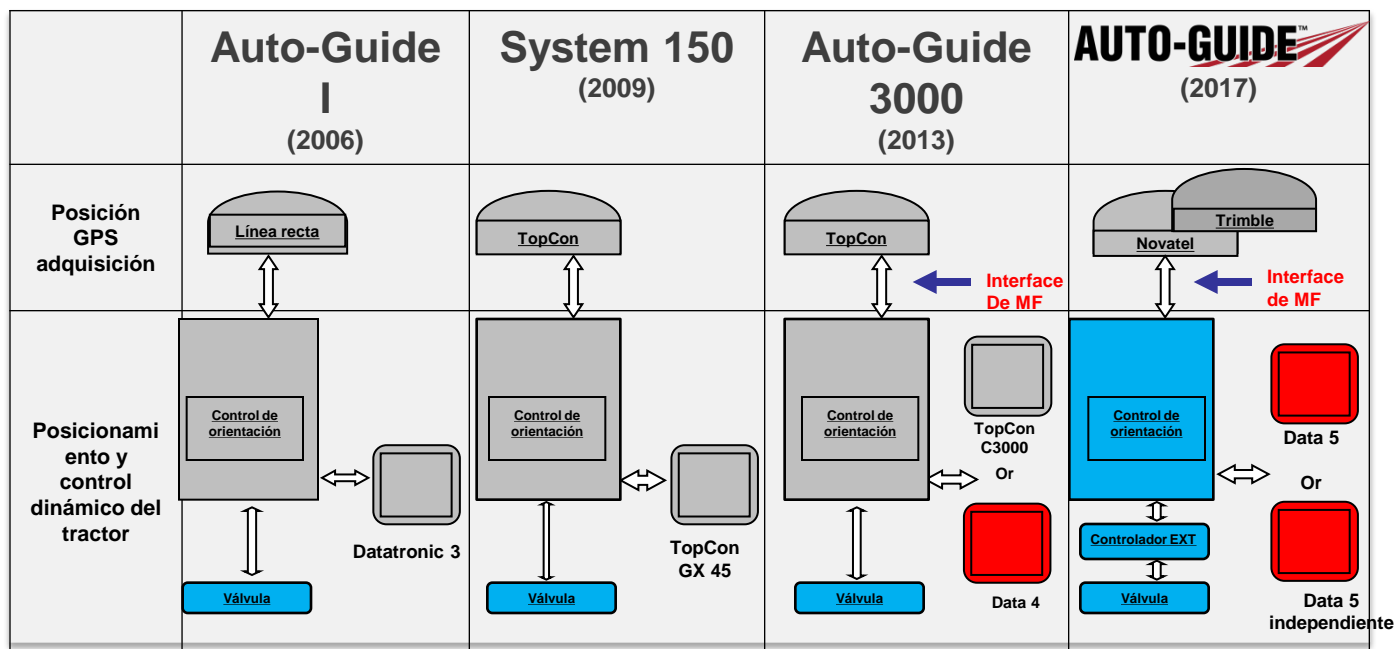 Auto-Guide
I
(2006)
System 150
(2009)
Auto-Guide
3000
(2013)
AUTO-GUIDE™
(2017)
Posición
GPS
adquisición
Línea recta
TopCon
TopCon
Interface
De MF
Trimble
Novatel
Interface
de MF
Posicionami
ento y
control
dinámico del
tractor
Control de
orientación
Datatronic 3
Válvula
Control de
orientación
TopCon
GX 45
Válvula
Control de
orientación
TopCon
C3000
Or
Data 4
Válvula
Control de
orientación
Data 5
Or
Controlador EXT
Válvula
Data 5
independiente